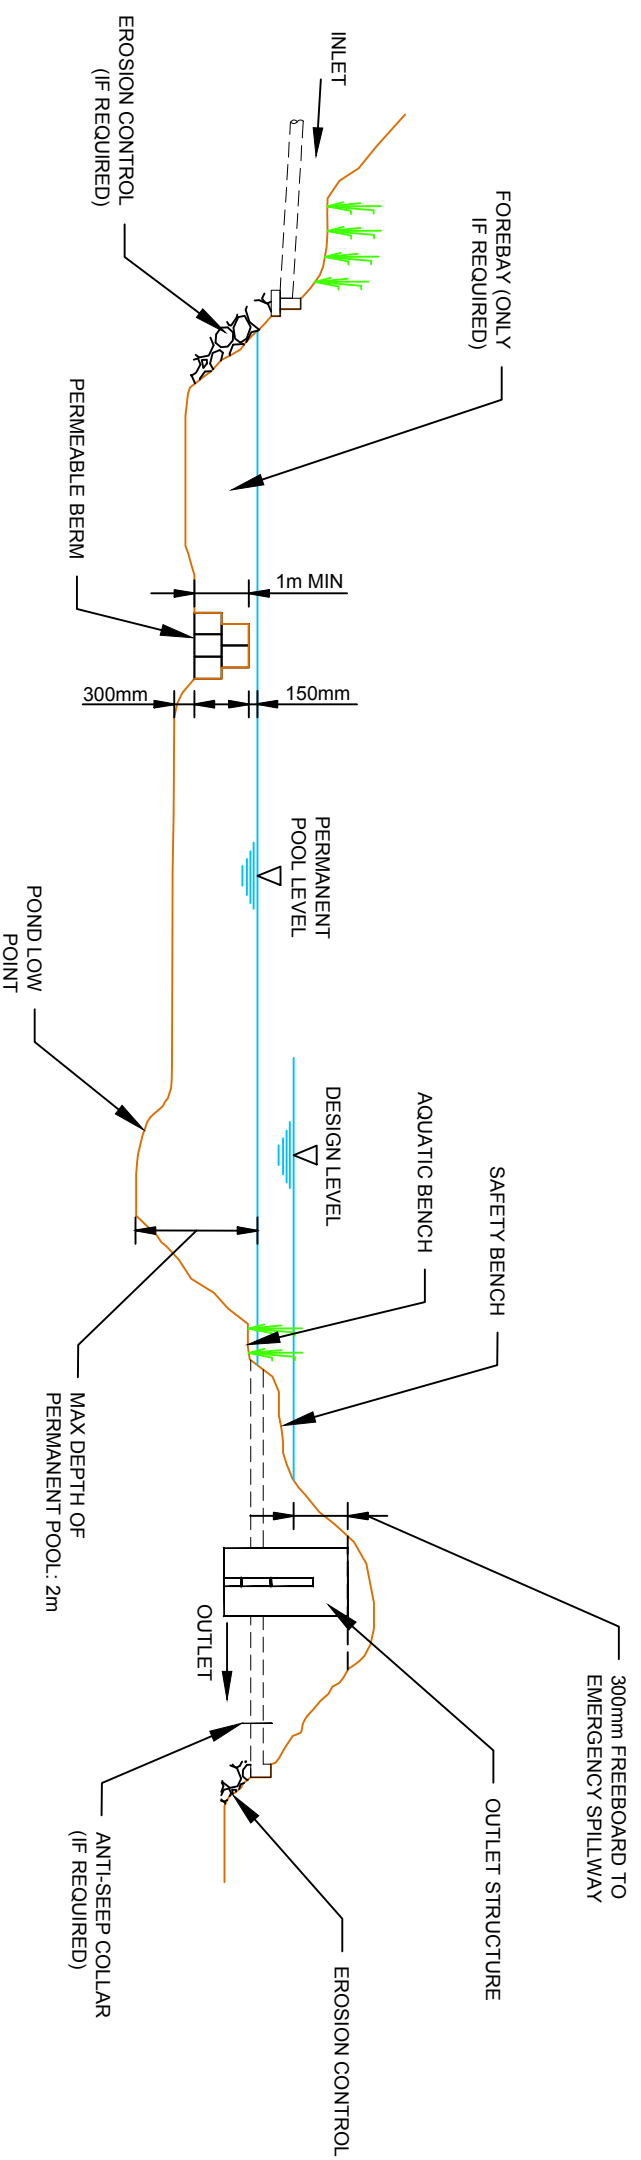 INLET
EROSION CONTROL
(IF REQUIRED)
FOREBAY (ONLY
IF REQUIRED)
PERMEABLE BERM
1m MIN
300mm
150mm
PERMANENT
POOL LEVEL
POND LOW
POINT
DESIGN LEVEL
AQUATIC BENCH
SAFETY BENCH
MAX DEPTH OF
PERMANENT POOL: 2m
300mm FREEBOARD TO
EMERGENCY SPILLWAY
OUTLET STRUCTURE
OUTLET
ANTI-SEEP COLLAR
(IF REQUIRED)
EROSION CONTROL